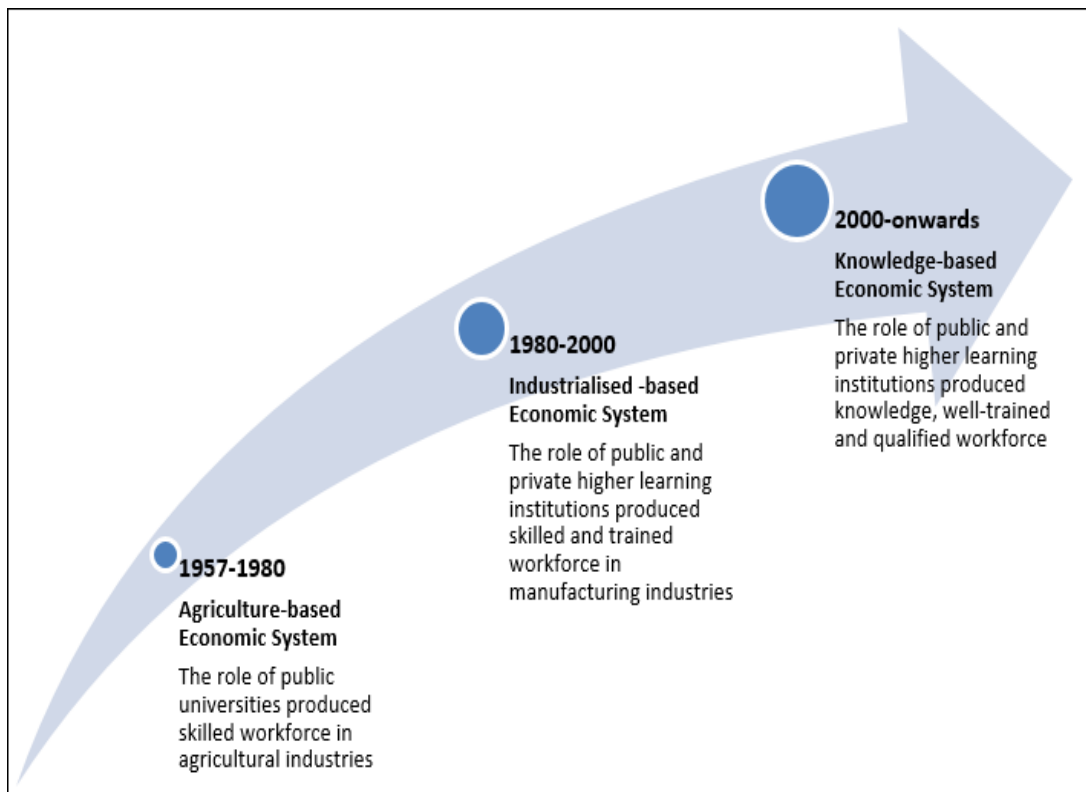 1957-1980
Agriculture-based
Economic System
The role of public
universities produced
skilled workforce in
agricultural industries
1980-2000
Industrialised -based
Economic System
The role of public and
private higher learning
institutions produced
skilled and trained
workforce in
manufacturing industries
2000-onwards
Knowledge-based
Economic System
The role of public and
private higher learning
institutions produced
knowledge, well-trained
and qualified workforce